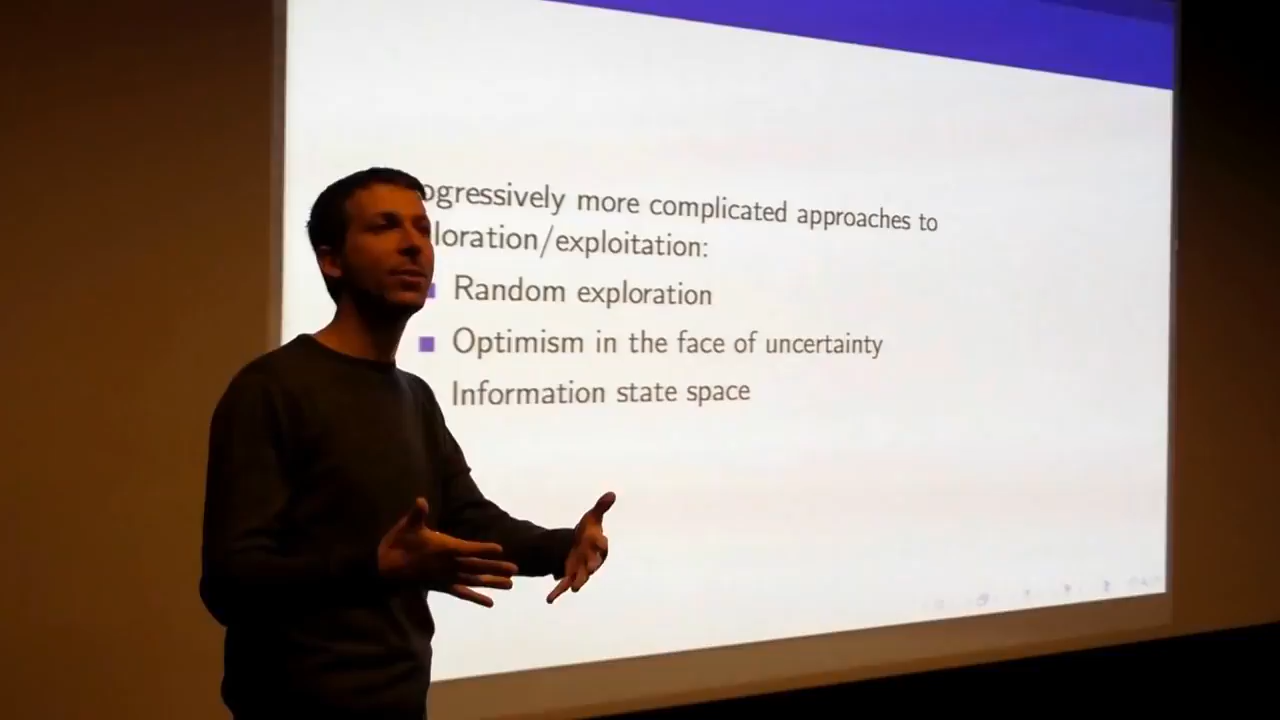 ogressively more complicated approaches to
loration/exploitation:
Random exploration
Optimism in the face of uncertainty
Information state space